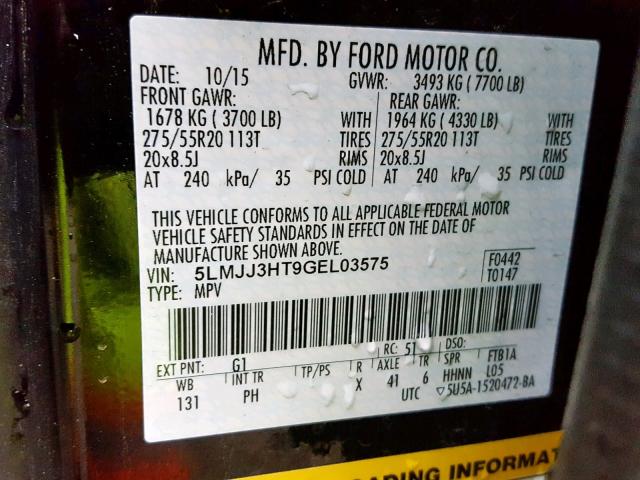 MFD. BY FORD MOTOR CO.
DATE: 10/15 GVWR: 3493 KG ( 7700 LB)
FRONT GAWR: REAR GAWR:
1678 KG ( 3700 LB) WITH 1964 KG ( 4330 LB) WITH
275/55R20 113T TIRES 275/55R20 113T TIRES
20x8.5J RIMS 20x8.5J RIMS
AT 240 kPa/ 35 PSI COLD AT 240 kPa/ 35 PSI COLD
THIS VEHICLE CONFORMS TO ALL APPLICABLE FEDERAL MOTOR
VEHICLE SAFETY STANDARDS IN EFFECT ON THE DATE OF
MANUFACTURE SHOWN ABOVE.
VIN: 5LMJJ3HT9GEL03575 F0442
TYPE: MPV T0147
EXT PNT: G1 RC: 51 DSO:
WB INT TR TP/PS R AXLE TR SPR FTB1A
131 PH X 41 6 HHNN L05
UTC ▽5U5A-1520472-BA
ADING INFORMAT